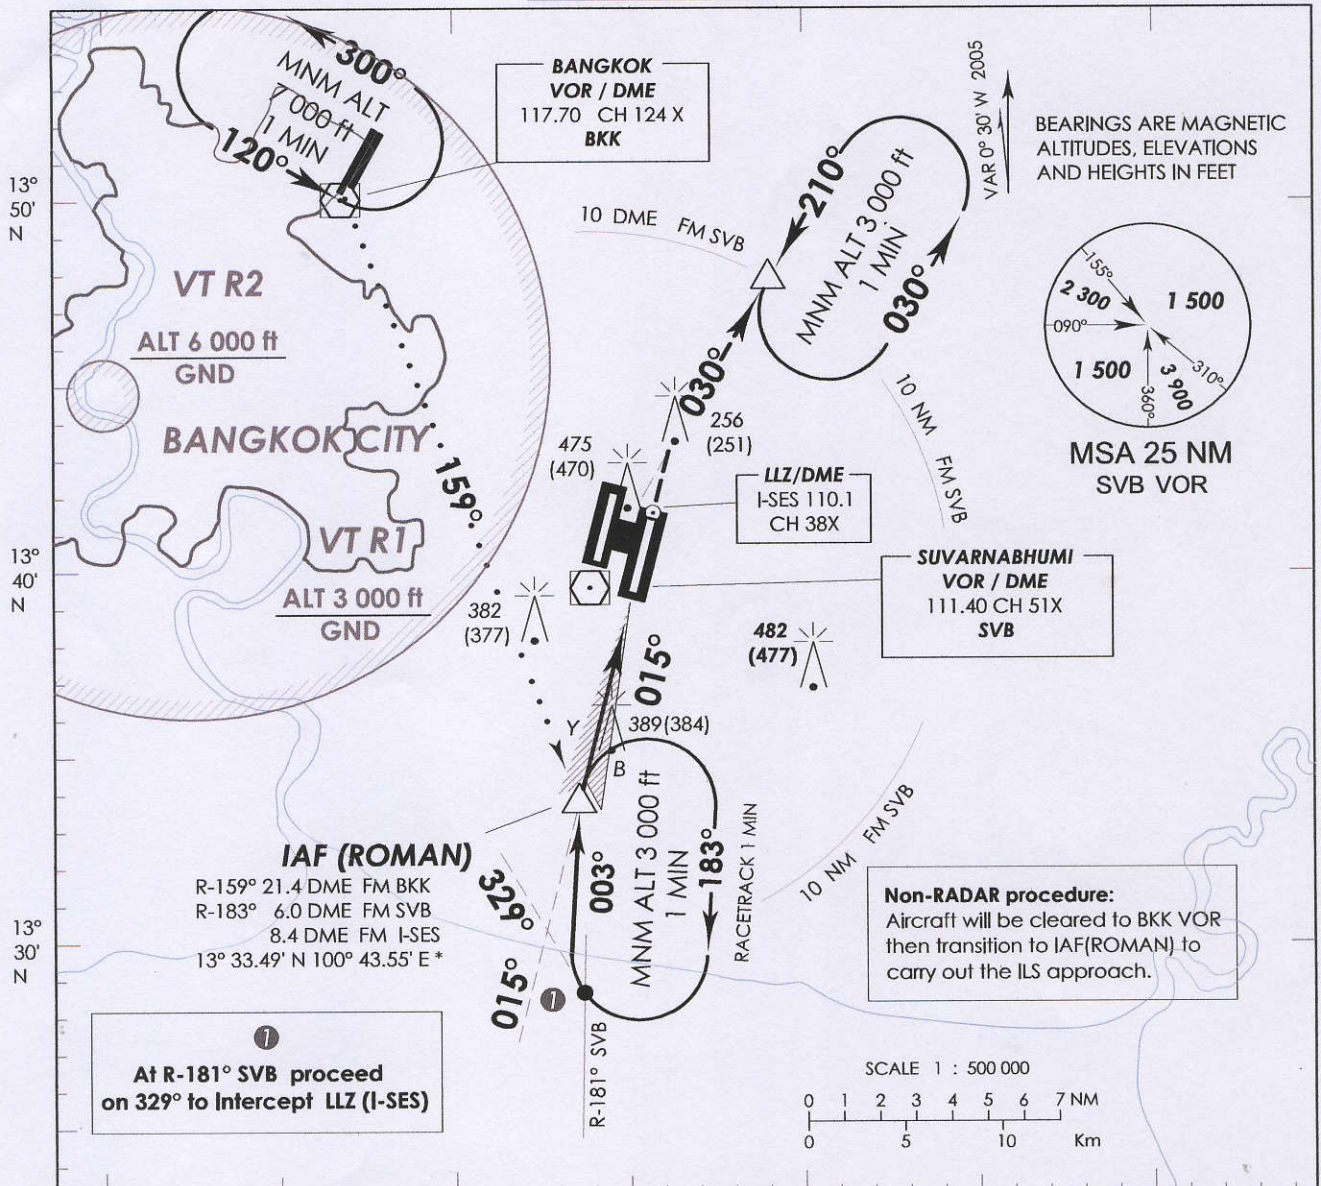 300°
MNM ALT
7 000 ft
1 MIN
120°
BANGKOK
VOR / DME
117.70 CH 124 X
BKK
210°
MNM ALT 3 000 ft
1 MIN
030°
VAR 0° 30' W 2005
BEARINGS ARE MAGNETIC
ALTITUDES, ELEVATIONS
AND HEIGHTS IN FEET
13°
50'
N
10 DME FM SVB
VT R2
ALT 6 000 ft
GND
155°
2 300
1 500
090°
1 500
3 900
310°
360°
MSA 25 NM
SVB VOR
030°
256
(251)
10 NM FM SVB
BANGKOK CITY
475
(470)
159°
LLZ/DME
I-SES 110.1
CH 38X
VT R1
ALT 3 000 ft
GND
13°
40'
N
SUVARNABHUMI
VOR / DME
111.40 CH 51X
SVB
382
(377)
482
(477)
015°
Y
389(384)
B
IAF (ROMAN)
R-159° 21.4 DME FM BKK
R-183° 6.0 DME FM SVB
8.4 DME FM I-SES
13° 33.49' N 100° 43.55' E *
329°
003°
MNM ALT 3 000 ft
1 MIN
183°
RACETRACK 1 MIN
10 NM FM SVB
Non-RADAR procedure:
Aircraft will be cleared to BKK VOR
then transition to IAF(ROMAN) to
carry out the ILS approach.
13°
30'
N
015°
1
R-181° SVB
1
At R-181° SVB proceed
on 329° to Intercept LLZ (I-SES)
SCALE 1 : 500 000
0 1 2 3 4 5 6 7 NM
0 5 10 Km